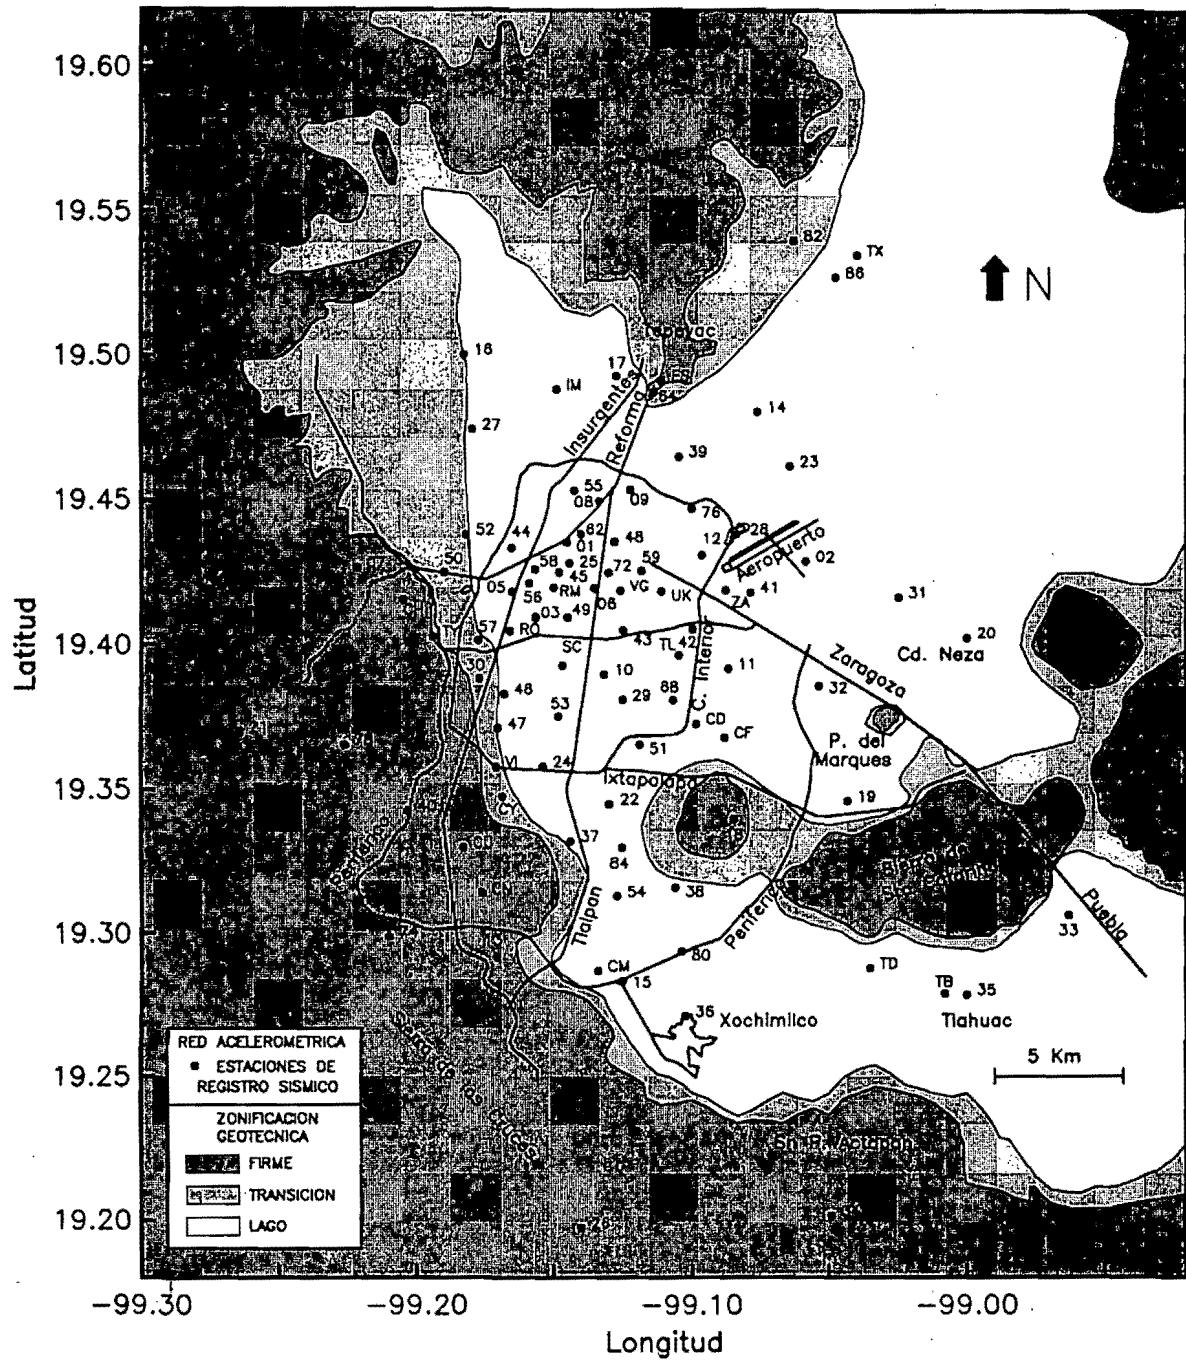 19.60
19.55
19.50
19.45
19.40
19.35
19.30
19.25
19.20
Latitud
-99.30
-99.20
-99.10
-99.00
Longitud
N
82
TX
86
Tepeyac
18
17
IM
Insurgentes
Reforma
14
27
39
23
55
08
09
76
52
44
82
01
48
12
28
Aeropuerto
02
50
58
25
45
72
59
05
56
RM
06
VG
UK
ZA
41
31
03
49
57
RO
SC
43
42
TL
C. Interior
11
20
Cd. Neza
Zaragoza
30
10
48
29
8B
32
53
CD
47
CF
51
P. del
Marques
VI
24
Ixtapalapa
CY
22
19
37
84
Periferico
54
38
Tlalpan
Periferico
Puebla
33
80
CM
15
TD
TB
35
36
Xochimilco
Tlahuac
5 Km
RED ACELEROMETRICA
ESTACIONES DE
REGISTRO SISMICO
ZONIFICACION
GEOTECNICA
FIRME
TRANSICION
LAGO